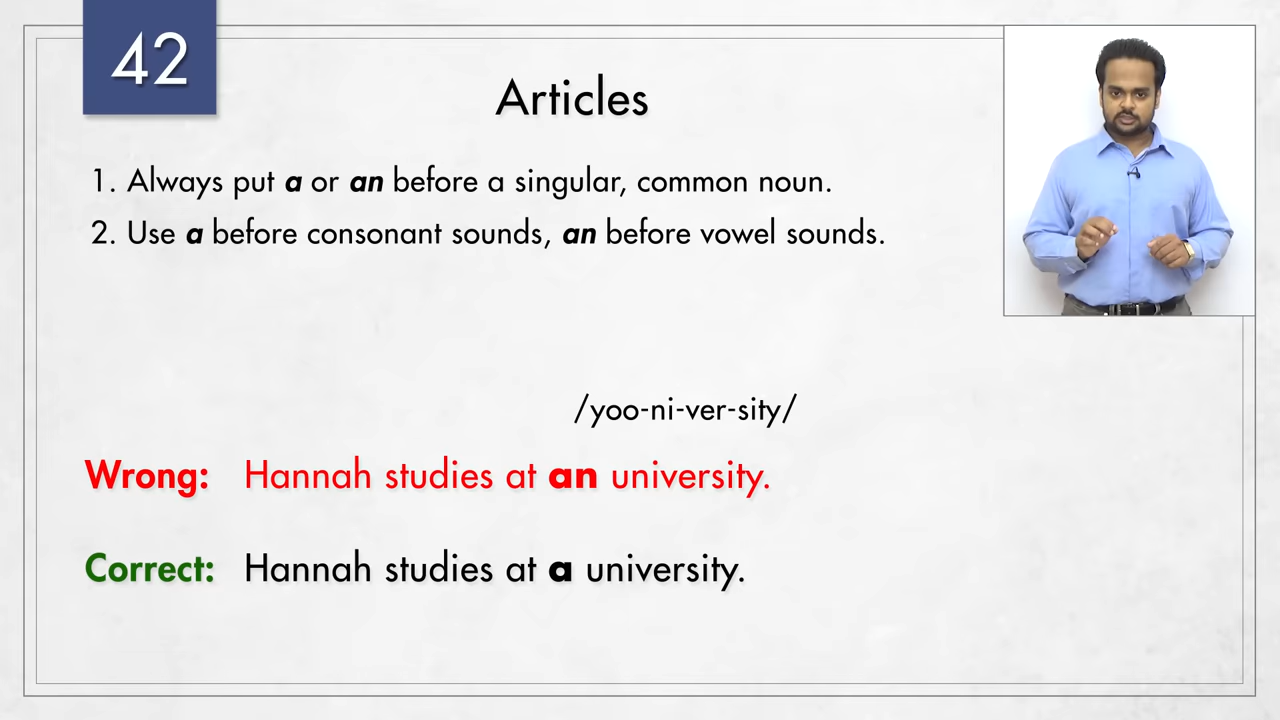 42
Articles
1. Always put a or an before a singular, common noun.
2. Use a before consonant sounds, an before vowel sounds.
/yoo-ni-ver-sity/
Wrong: Hannah studies at an university.
Correct: Hannah studies at a university.